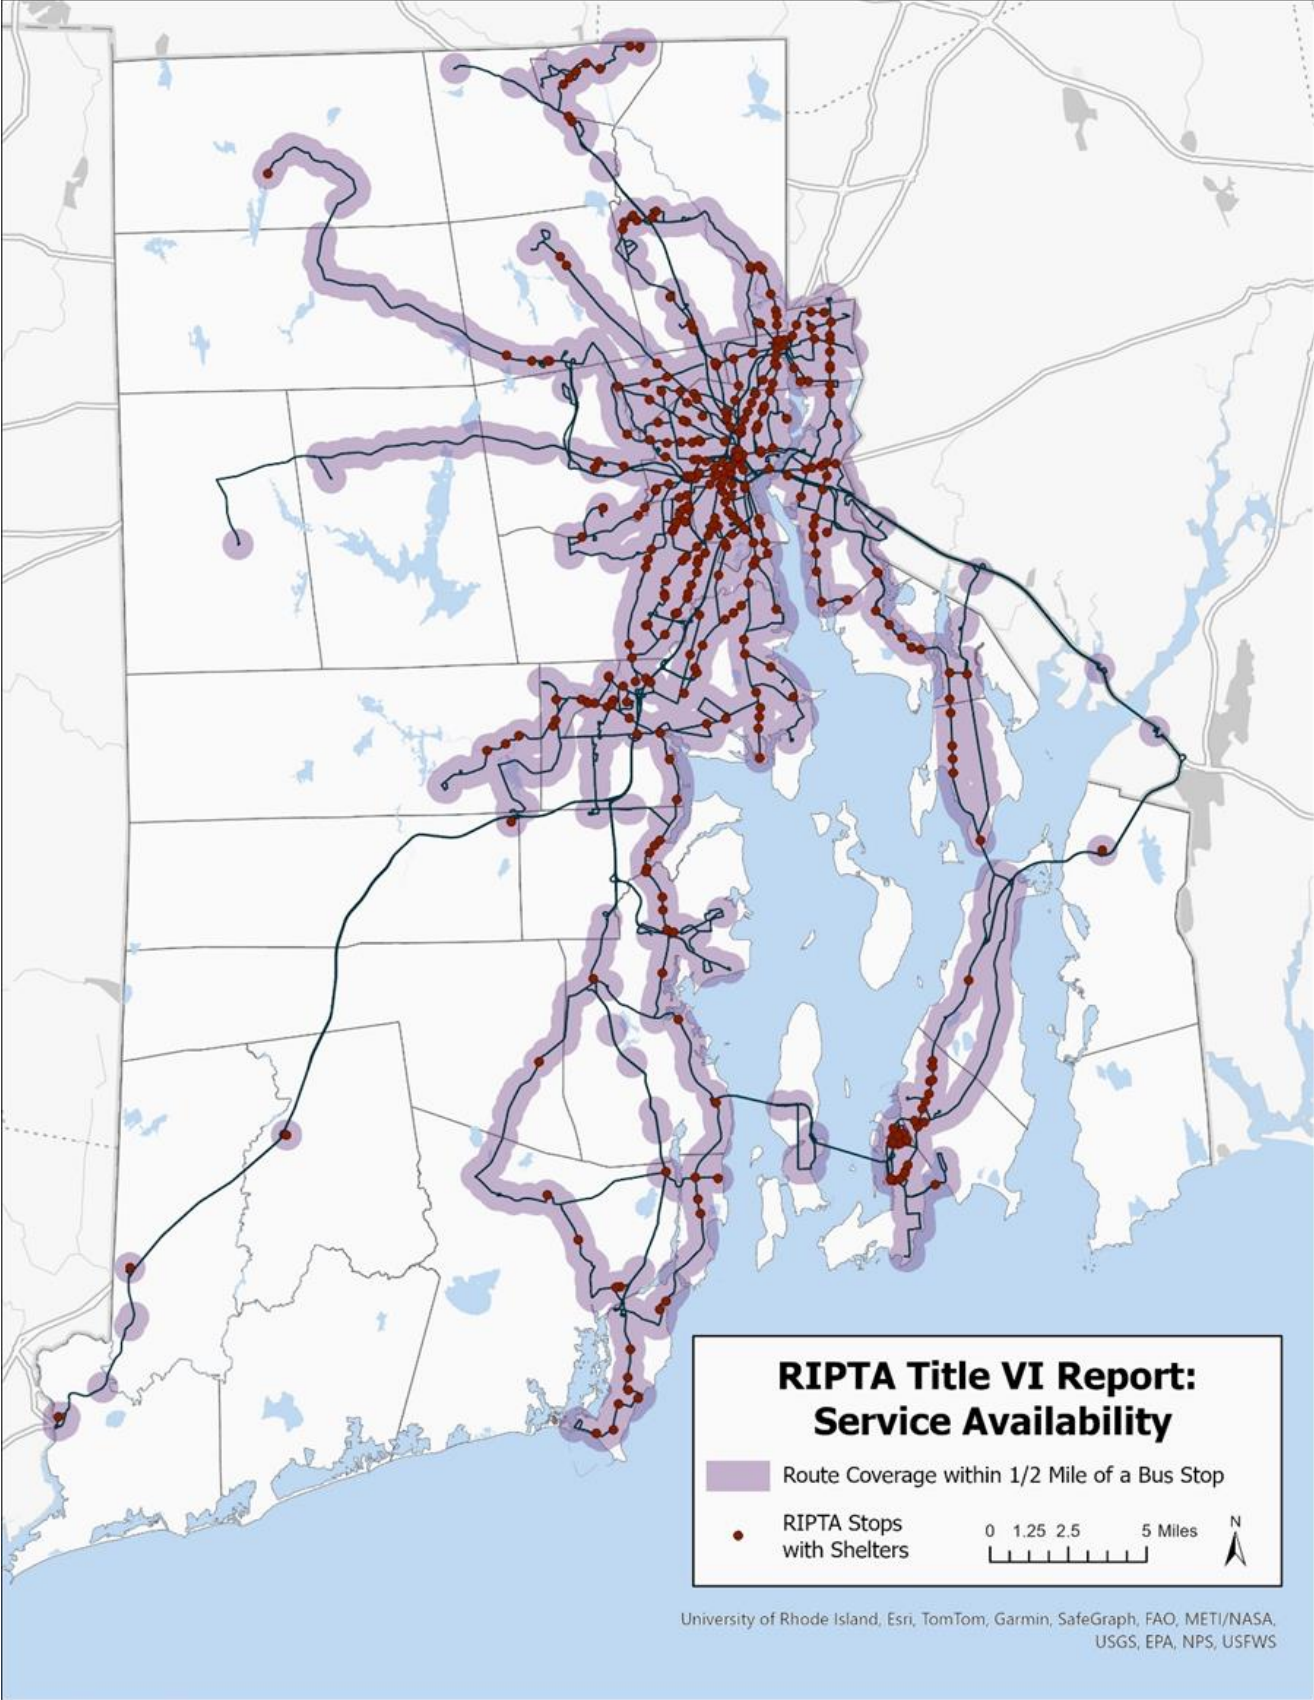 RIPTA Title VI Report:
Service Availability
Route Coverage within 1/2 Mile of a Bus Stop
RIPTA Stops
with Shelters
0 1.25 2.5 5 Miles
N
University of Rhode Island, Esri, TomTom, Garmin, SafeGraph, FAO, METI/NASA,
USGS, EPA, NPS, USFWS